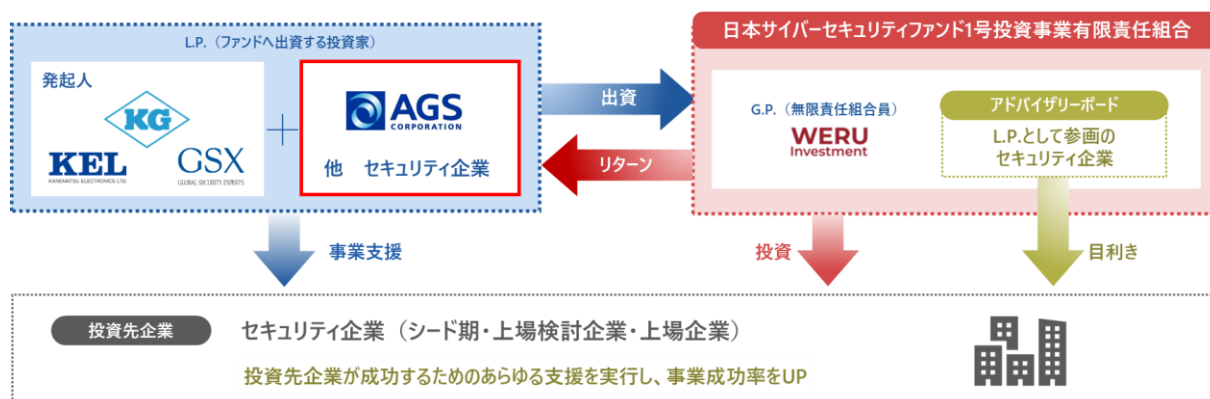 L.P.（ファンドへ出資する投資家）
発起人
KG
KEL
KANEMATSU ELECTRONICS LTD.
GSX
GLOBAL SECURITY EXPERTS
+
AGS
CORPORATION
他 セキュリティ企業
出資
リターン
日本サイバーセキュリティファンド1号投資事業有限責任組合
G.P.（無限責任組合員）
WERU
Investment
アドバイザリーボード
L.P.として参画の
セキュリティ企業
事業支援
投資
目利き
投資先企業
セキュリティ企業（シード期・上場検討企業・上場企業）
投資先企業が成功するためのあらゆる支援を実行し、事業成功率をUP